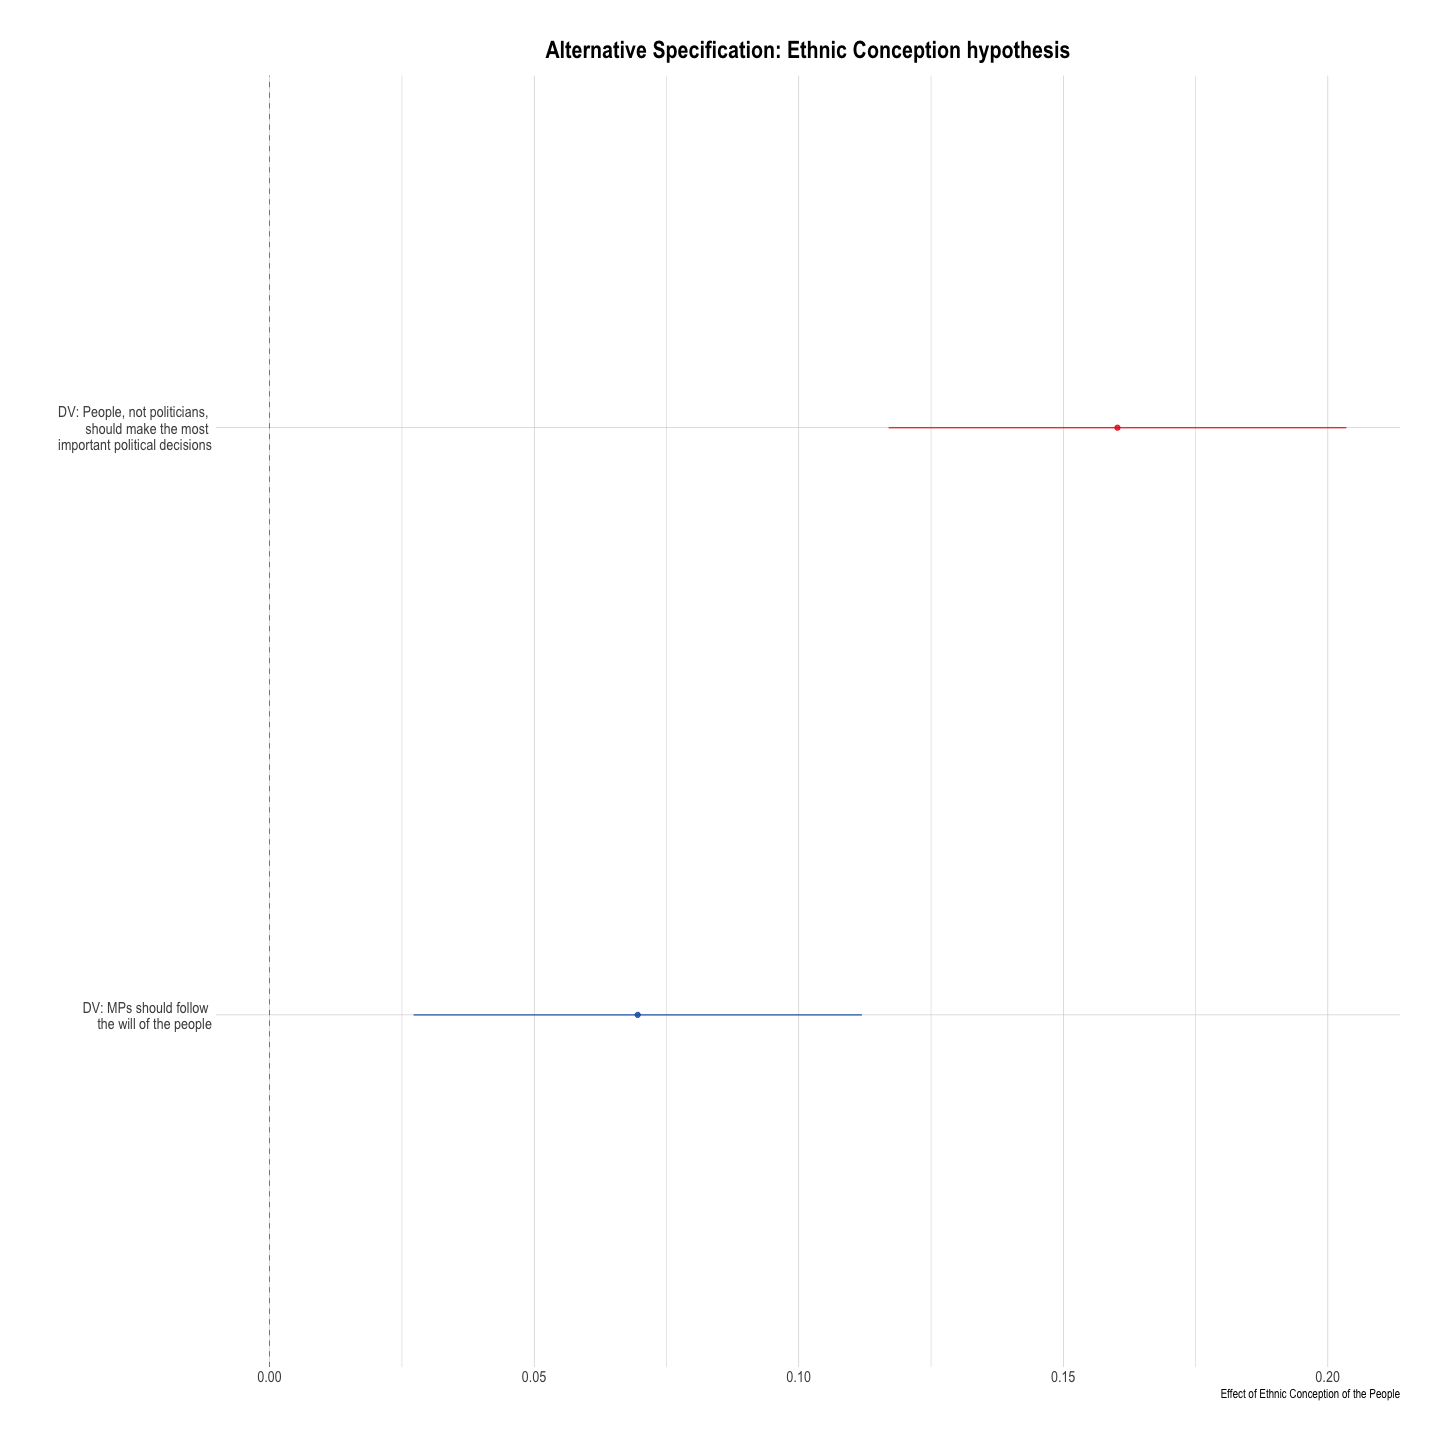 Alternative Specification: Ethnic Conception hypothesis
DV: People, not politicians,
should make the most
important political decisions
DV: MPs should follow
the will of the people
0.00 0.05 0.10 0.15 0.20
Effect of Ethnic Conception of the People